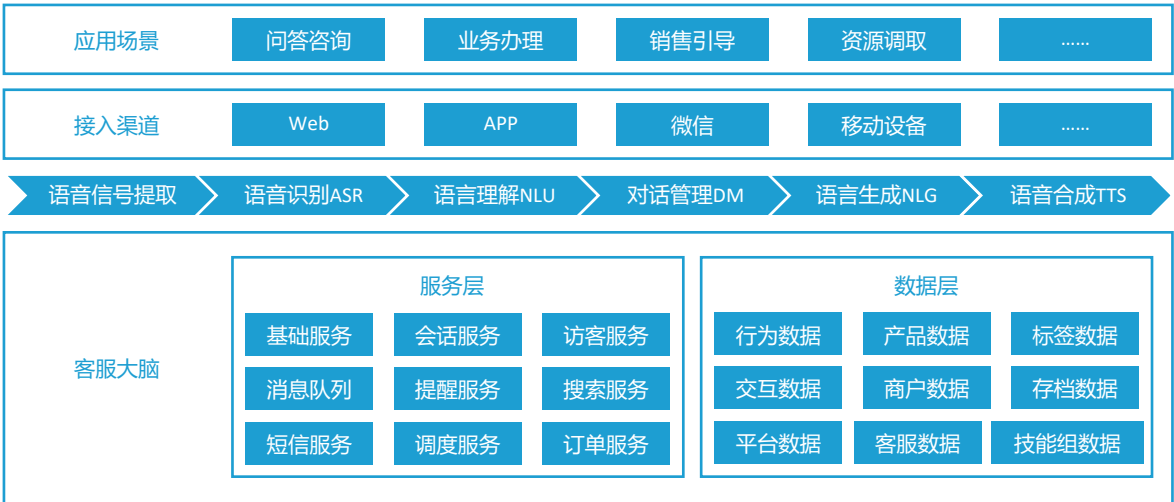 应用场景 问答咨询 业务办理 销售引导 资源调取 ……
接入渠道 Web APP 微信 移动设备 ……
语音信号提取 语音识别ASR 语言理解NLU 对话管理DM 语言生成NLG 语音合成TTS
客服大脑
服务层
基础服务 会话服务 访客服务
消息队列 提醒服务 搜索服务
短信服务 调度服务 订单服务
数据层
行为数据 产品数据 标签数据
交互数据 商户数据 存档数据
平台数据 客服数据 技能组数据